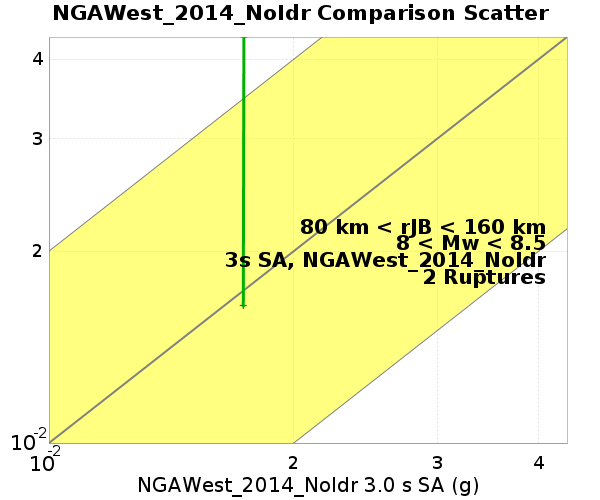 NGAWest_2014_NoIdr Comparison Scatter
4
3
2
10-2
80 km < rJB < 160 km
8 < Mw < 8.5
3s SA, NGAWest_2014_NoIdr
2 Ruptures
10-2
2
3
4
NGAWest_2014_NoIdr 3.0 s SA (g)